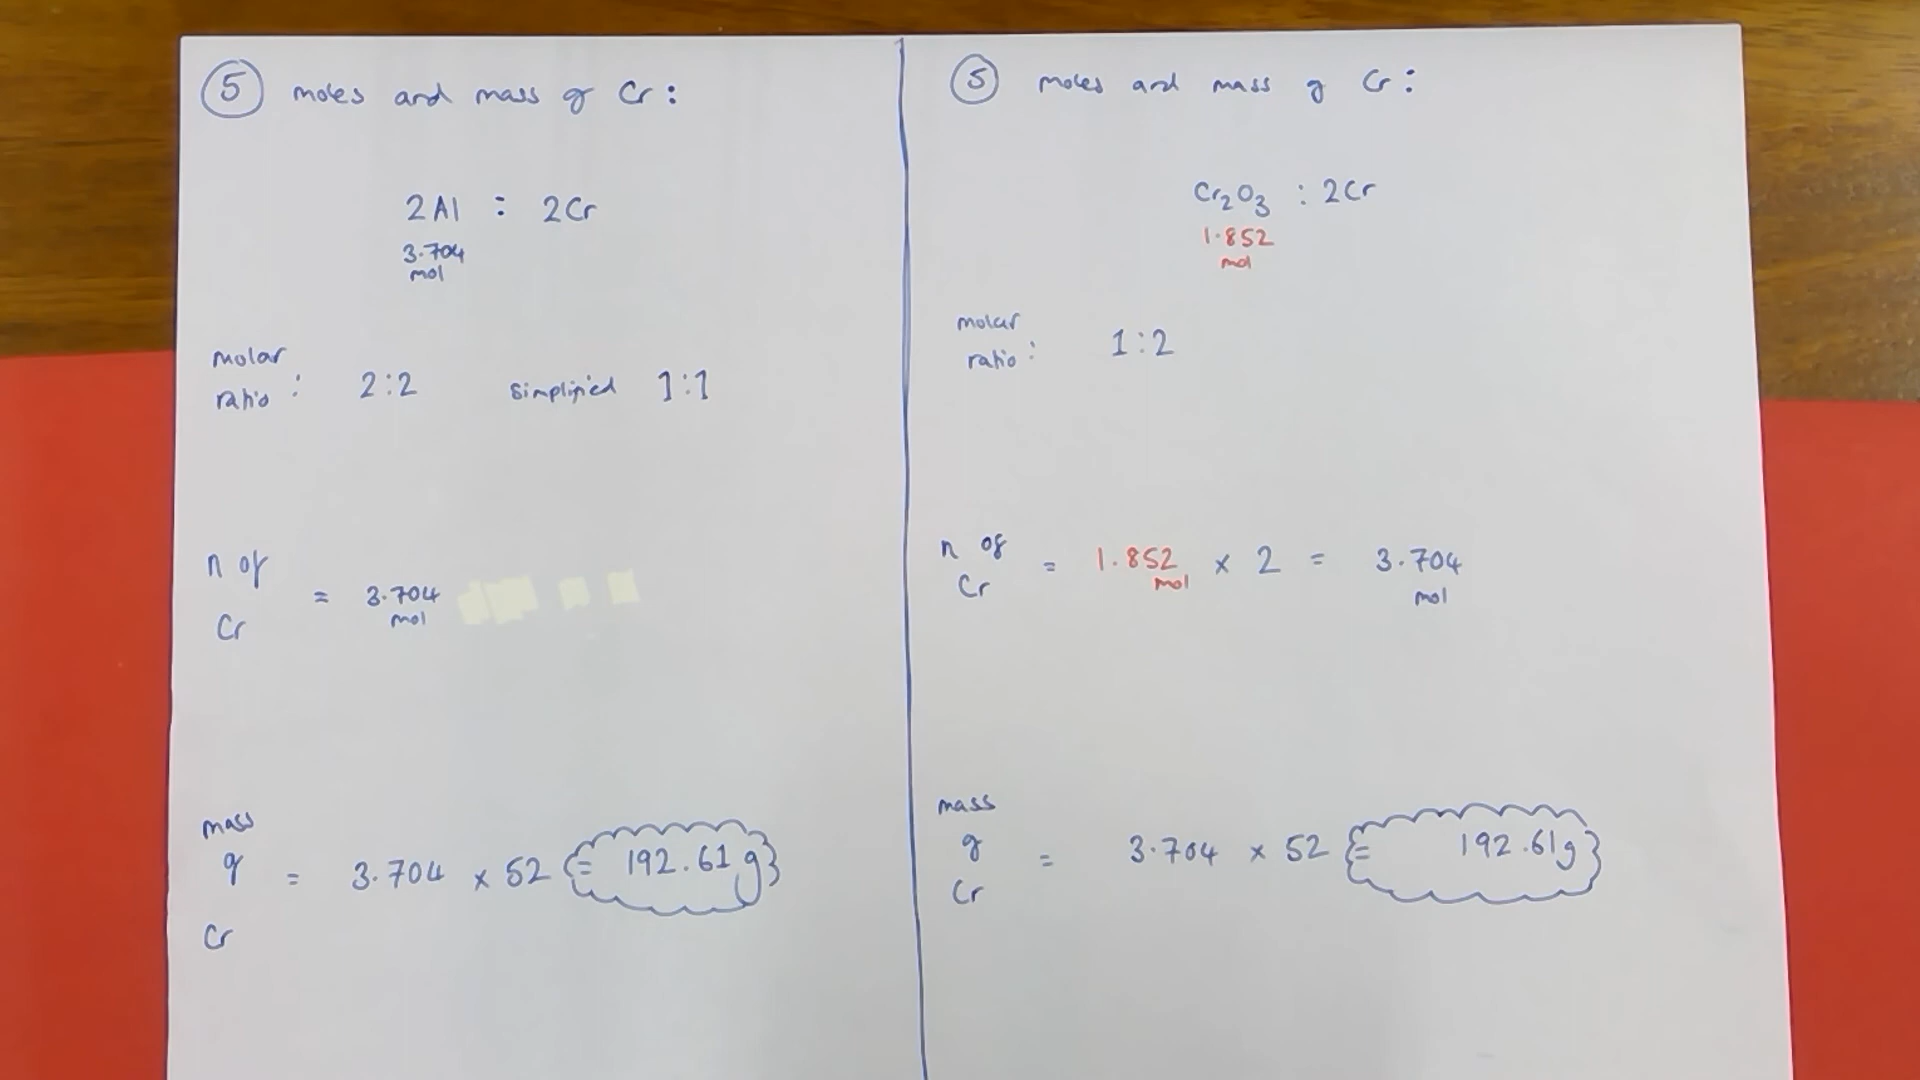 5 moles and mass of Cr:
2Al : 2Cr
3.704
mol
molar
ratio : 2:2 simplified 1:1
n of
Cr = 3.704
mol
mass
of = 3.704 x 52 = 192.61g
Cr
5 moles and mass of Cr:
Cr₂O₃ : 2Cr
1.852
mol
molar
ratio : 1:2
n of
Cr = 1.852 x 2 = 3.704
mol mol
mass
of = 3.704 x 52 = 192.61g
Cr